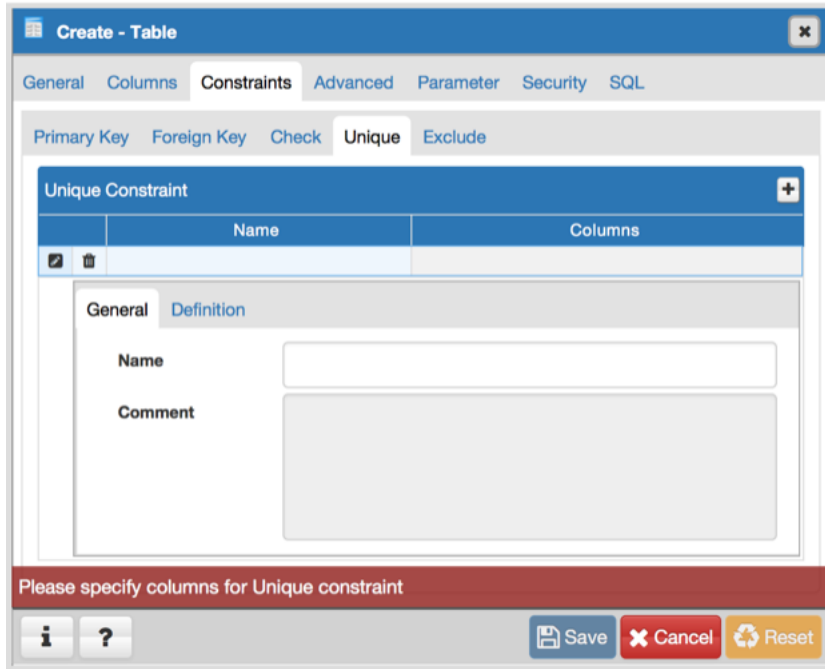 Create - Table
General Columns Constraints Advanced Parameter Security SQL
Primary Key Foreign Key Check Unique Exclude
Unique Constraint
Name Columns
General Definition
Name
Comment
Please specify columns for Unique constraint
i ? Save Cancel Reset